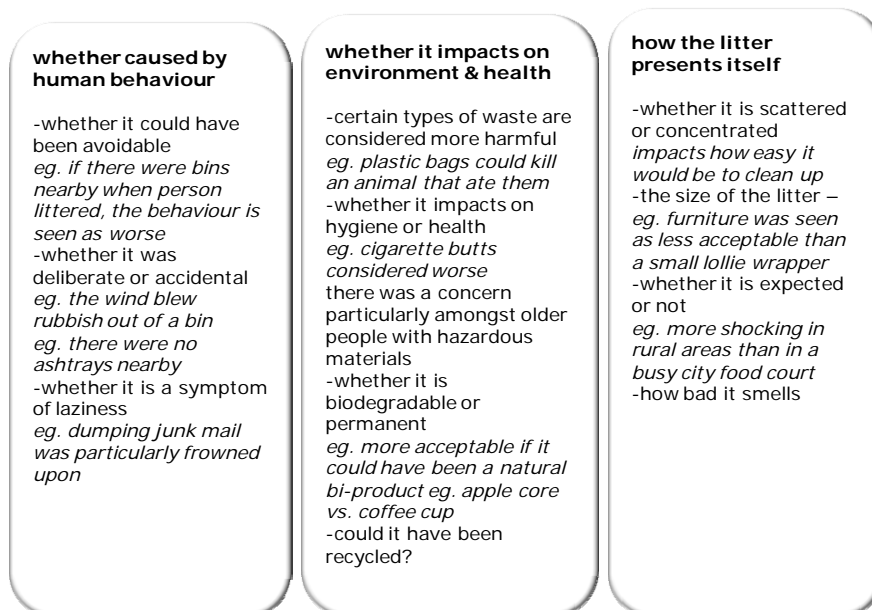 whether caused by
human behaviour
-whether it could have
been avoidable
eg. if there were bins
nearby when person
littered, the behaviour is
seen as worse
-whether it was
deliberate or accidental
eg. the wind blew
rubbish out of a bin
eg. there were no
ashtrays nearby
-whether it is a symptom
of laziness
eg. dumping junk mail
was particularly frowned
upon
whether it impacts on
environment & health
-certain types of waste are
considered more harmful
eg. plastic bags could kill
an animal that ate them
-whether it impacts on
hygiene or health
eg. cigarette butts
considered worse
there was a concern
particularly amongst older
people with hazardous
materials
-whether it is
biodegradable or
permanent
eg. more acceptable if it
could have been a natural
bi-product eg. apple core
vs. coffee cup
-could it have been
recycled?
how the litter
presents itself
-whether it is scattered
or concentrated
impacts how easy it
would be to clean up
-the size of the litter –
eg. furniture was seen
as less acceptable than
a small lollie wrapper
-whether it is expected
or not
eg. more shocking in
rural areas than in a
busy city food court
-how bad it smells